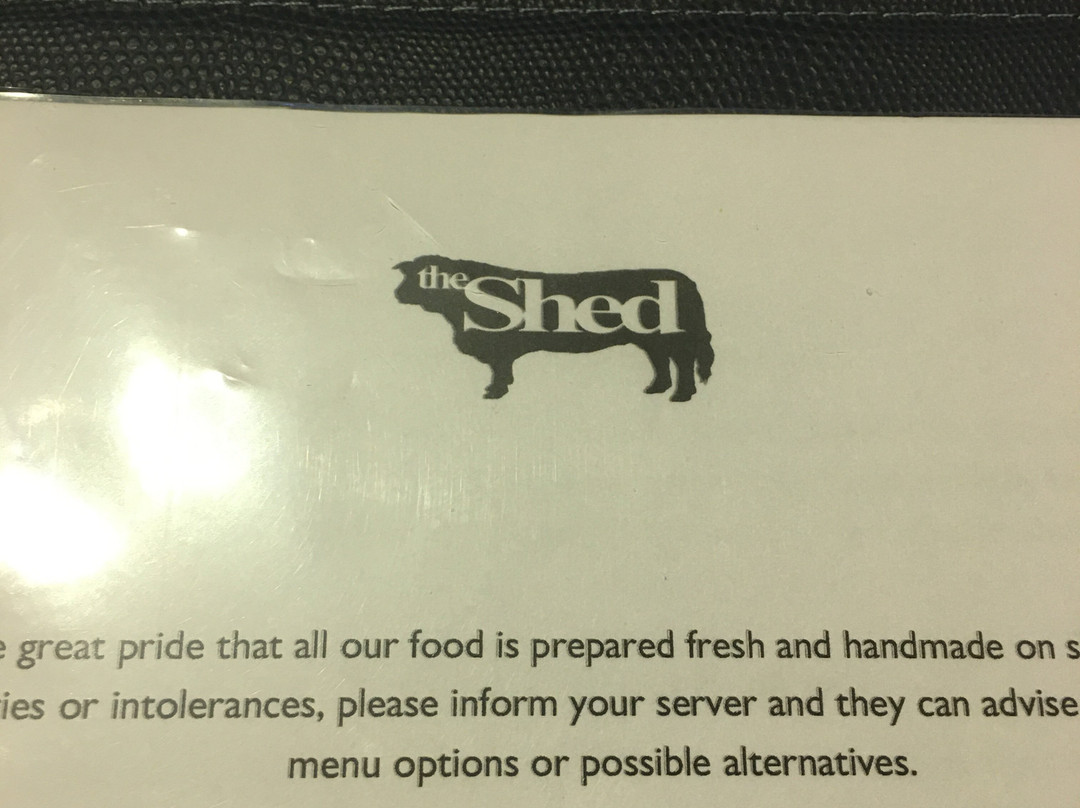 the Shed
great pride that all our food is prepared fresh and handmade on
or intolerances, please inform your server and they can advise
menu options or possible alternatives.